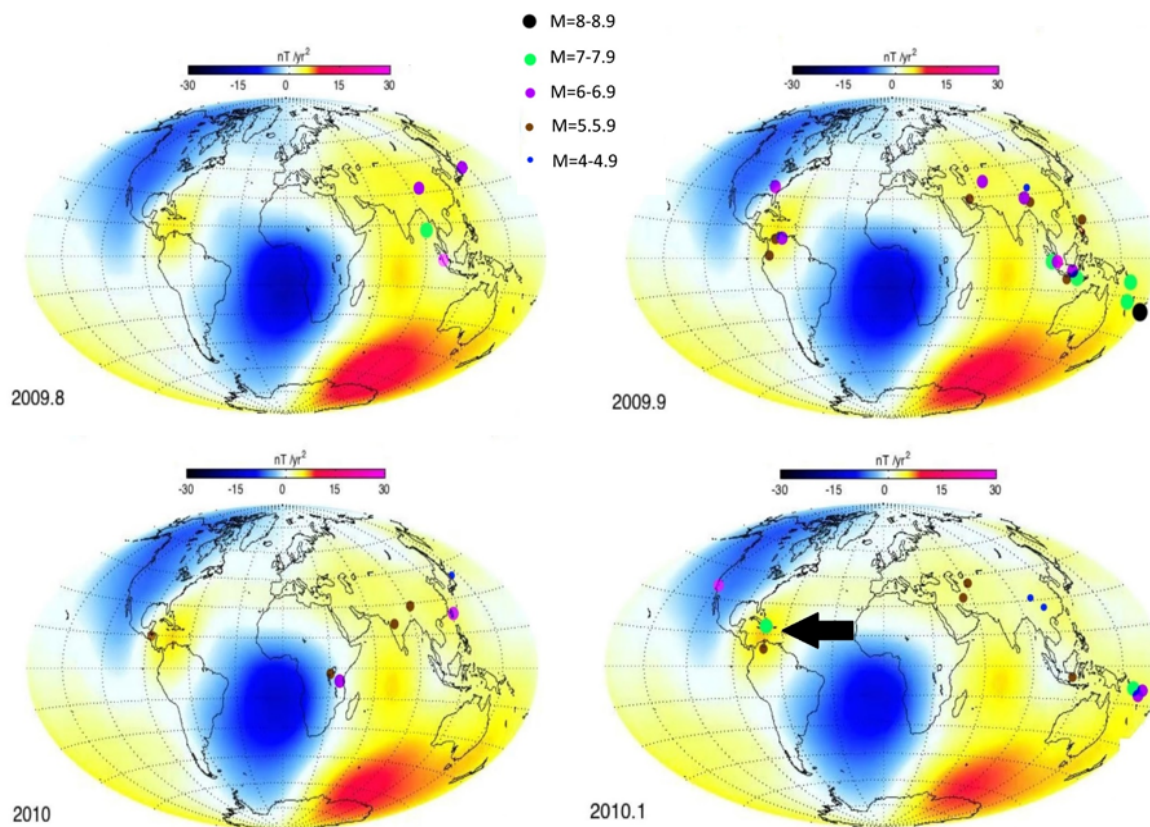 M=8-8.9
M=7-7.9
M=6-6.9
M=5.5.9
M=4-4.9
nT /yr²
-30 -15 0 15 30
2009.8
nT /yr²
-30 -15 0 15 30
2009.9
nT /yr²
-30 -15 0 15 30
2010
nT /yr²
-30 -15 0 15 30
2010.1